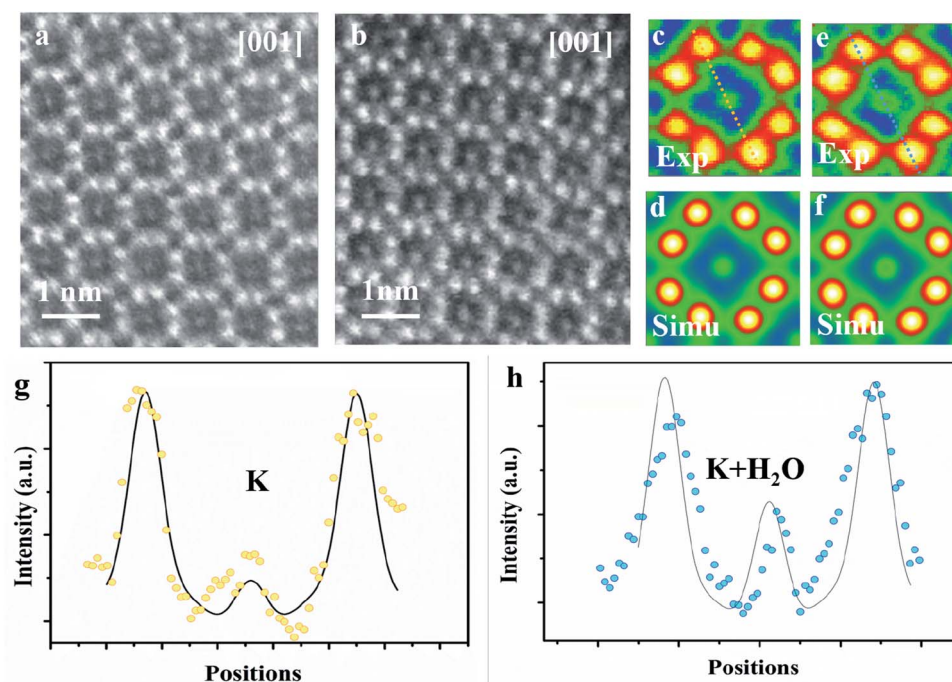 a
[001]
1 nm
b
[001]
1nm
c
Exp
e
Exp
d
Simu
f
Simu
g
K
Intensity (a.u.)
Positions
h
K+H₂O
Intensity (a.u.)
Positions